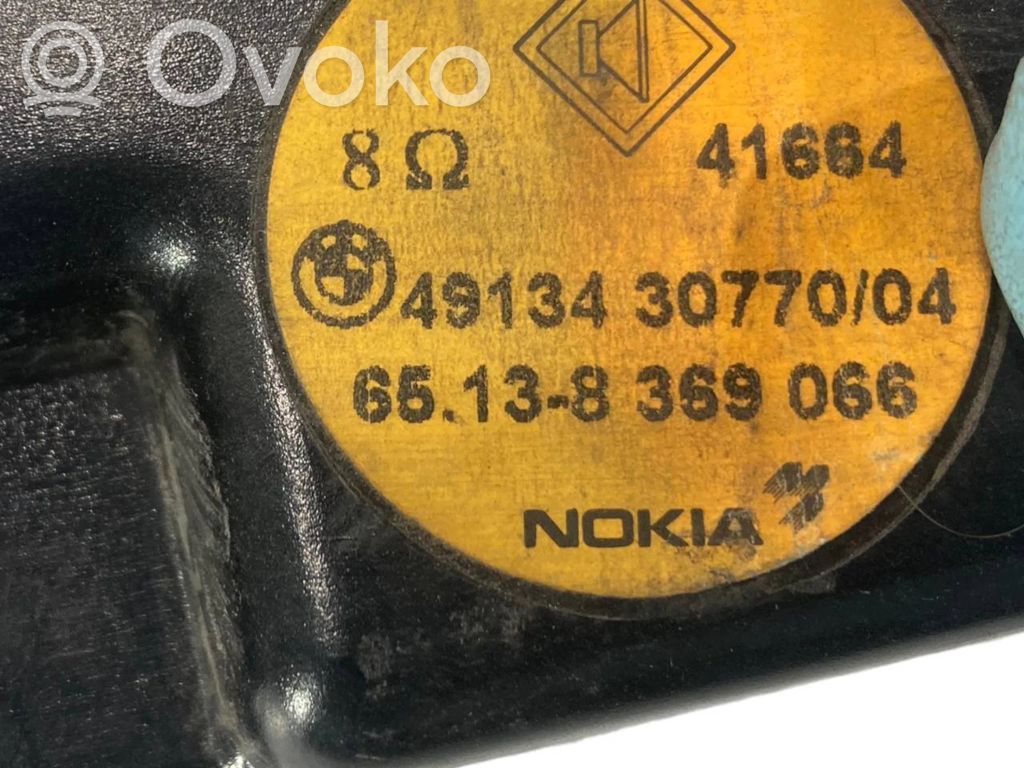 Ovoko
8 Ω 41664
49134 30770/04
65.13-8 369 066
NOKIA